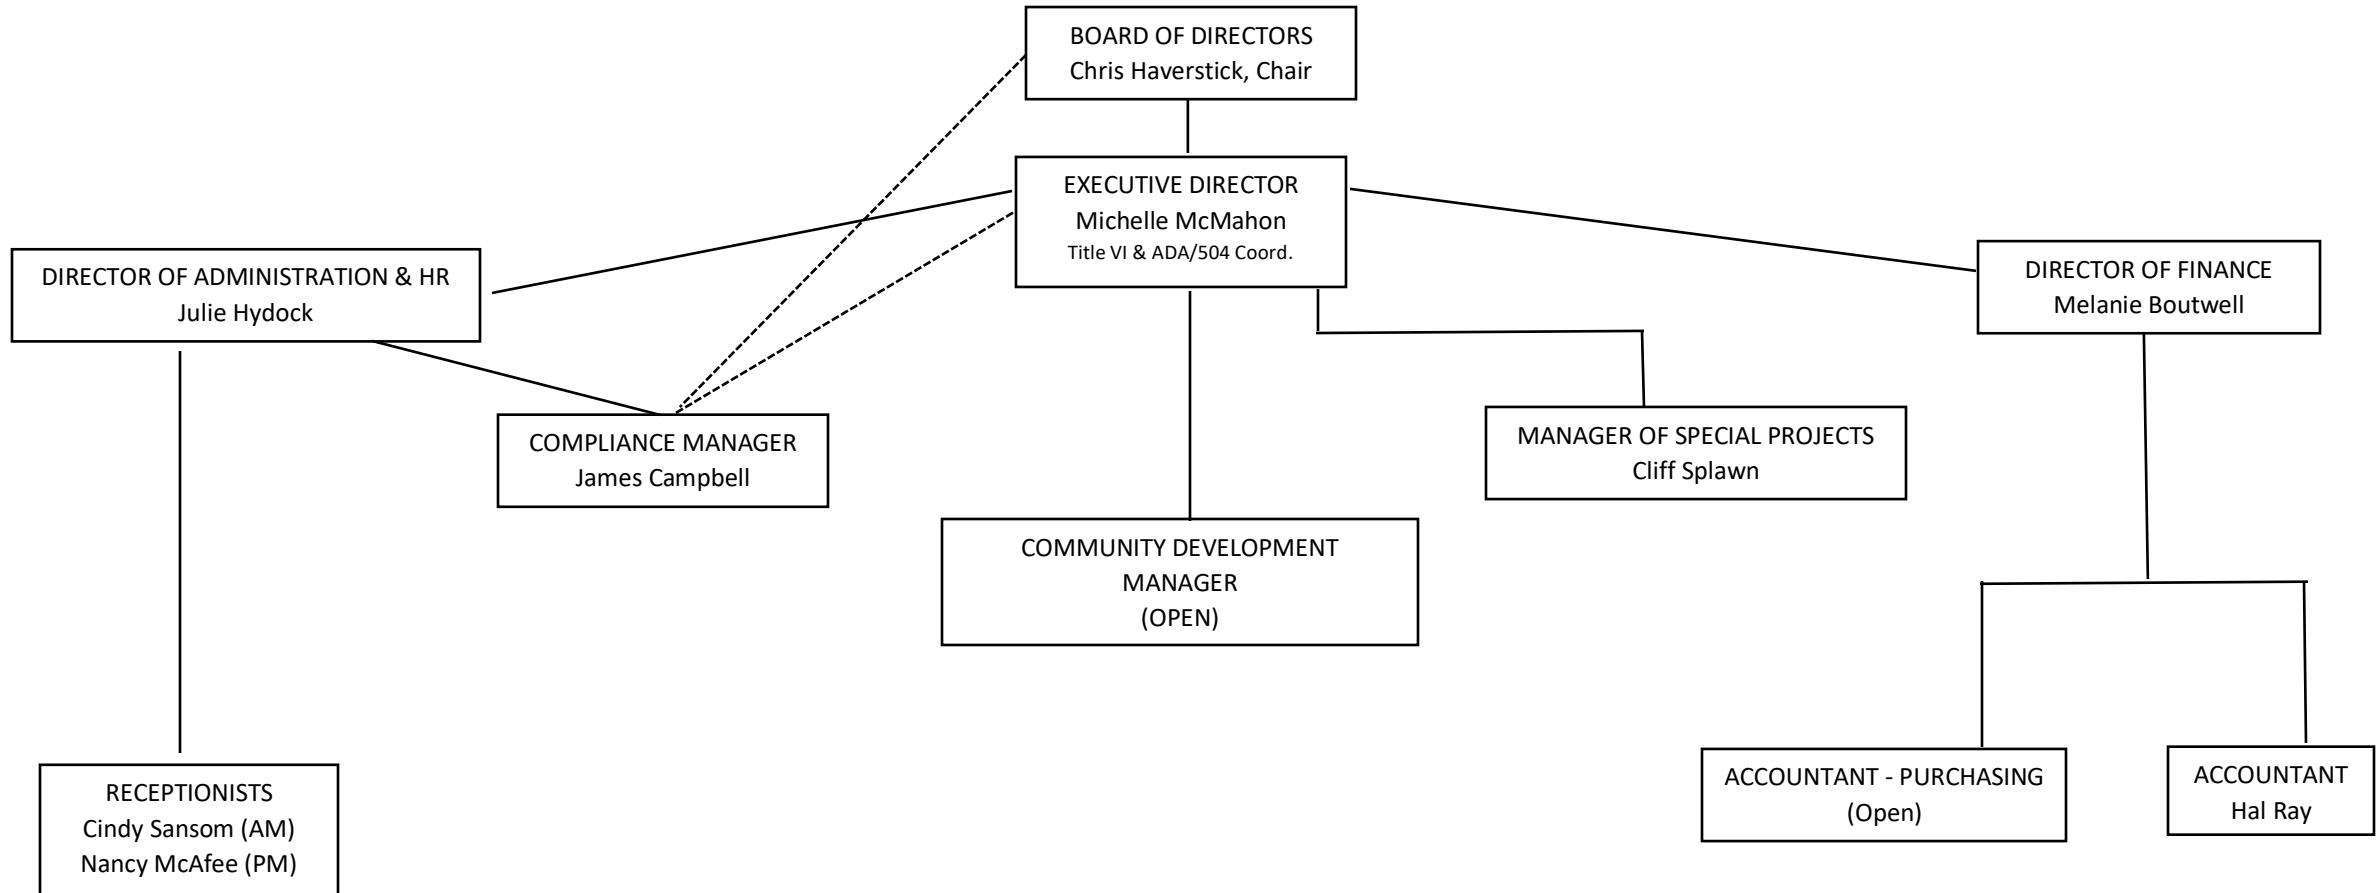 BOARD OF DIRECTORS
Chris Haverstick, Chair
EXECUTIVE DIRECTOR
Michelle McMahon
Title VI & ADA/504 Coord.
DIRECTOR OF ADMINISTRATION & HR
Julie Hydock
DIRECTOR OF FINANCE
Melanie Boutwell
COMPLIANCE MANAGER
James Campbell
MANAGER OF SPECIAL PROJECTS
Cliff Splawn
COMMUNITY DEVELOPMENT
MANAGER
(OPEN)
RECEPTIONISTS
Cindy Sansom (AM)
Nancy McAfee (PM)
ACCOUNTANT - PURCHASING
(Open)
ACCOUNTANT
Hal Ray